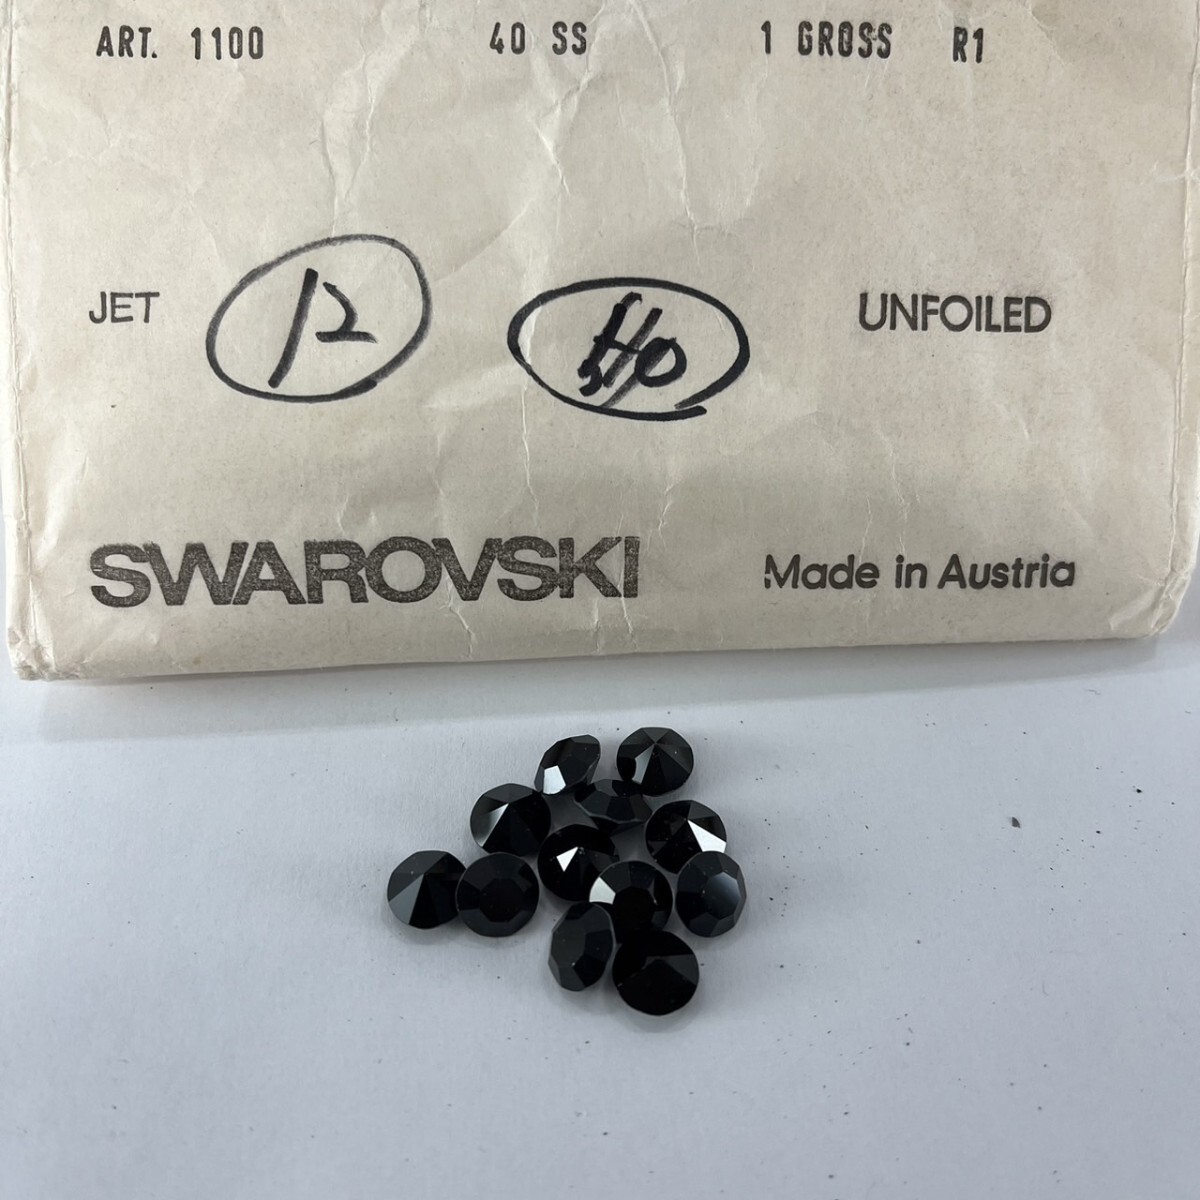 ART. 1100 40 SS 1 GROSS R1
JET 12 UNFOILED
SWAROVSKI Made in Austria